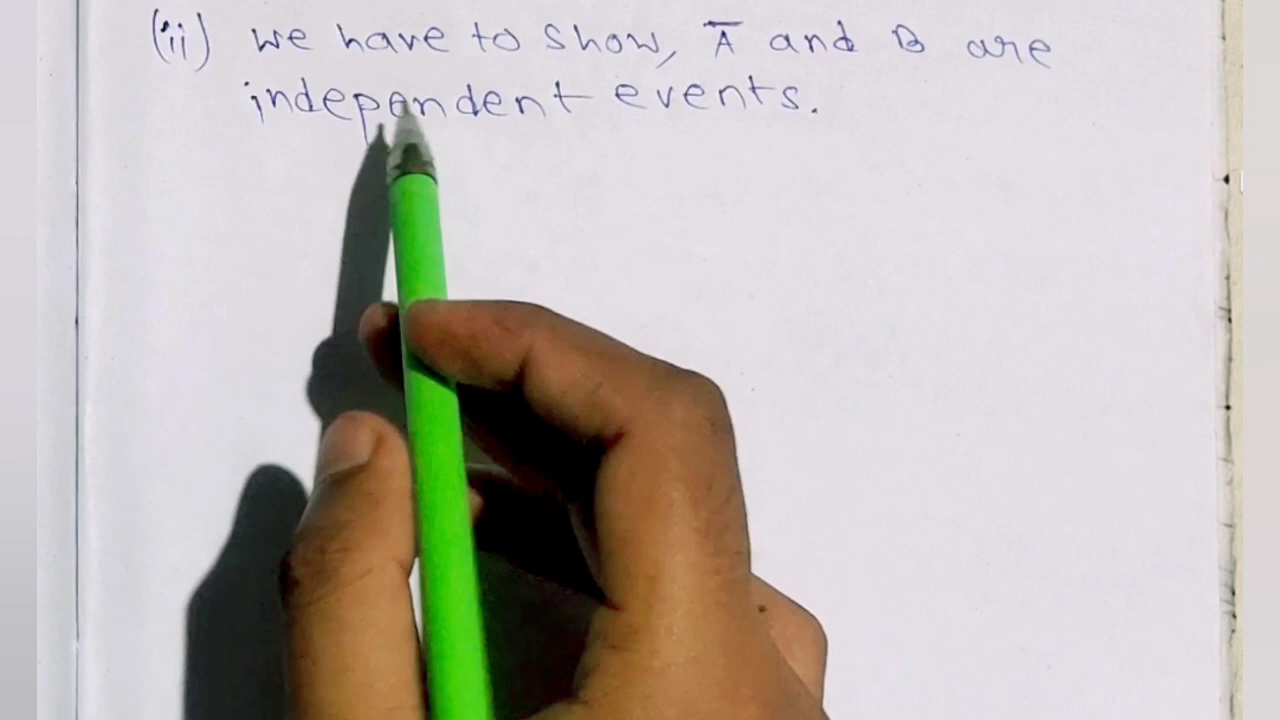 (ii) we have to show, A̅ and B are
independent events.